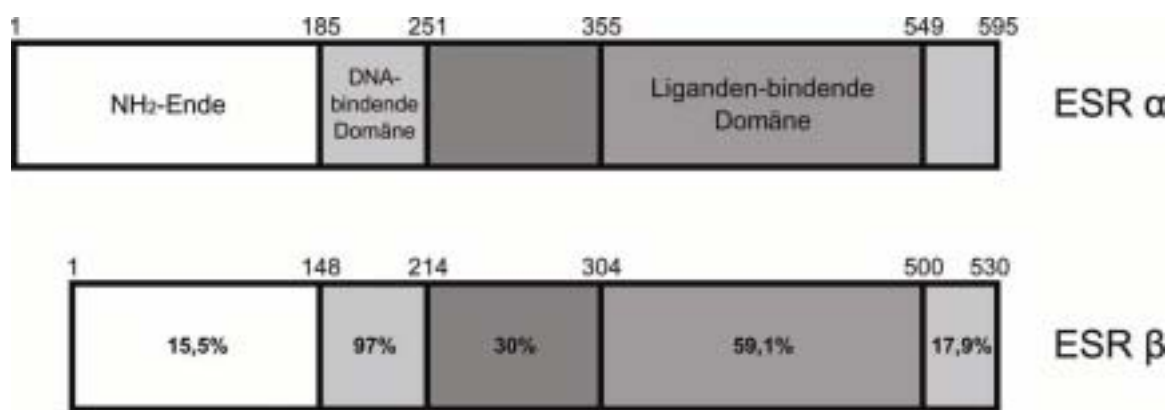 1 185 251 355 549 595
NH₂-Ende
DNA-
bindende
Domäne
Liganden-bindende
Domäne
ESR α
1 148 214 304 500 530
15,5% 97% 30% 59,1% 17,9%
ESR β